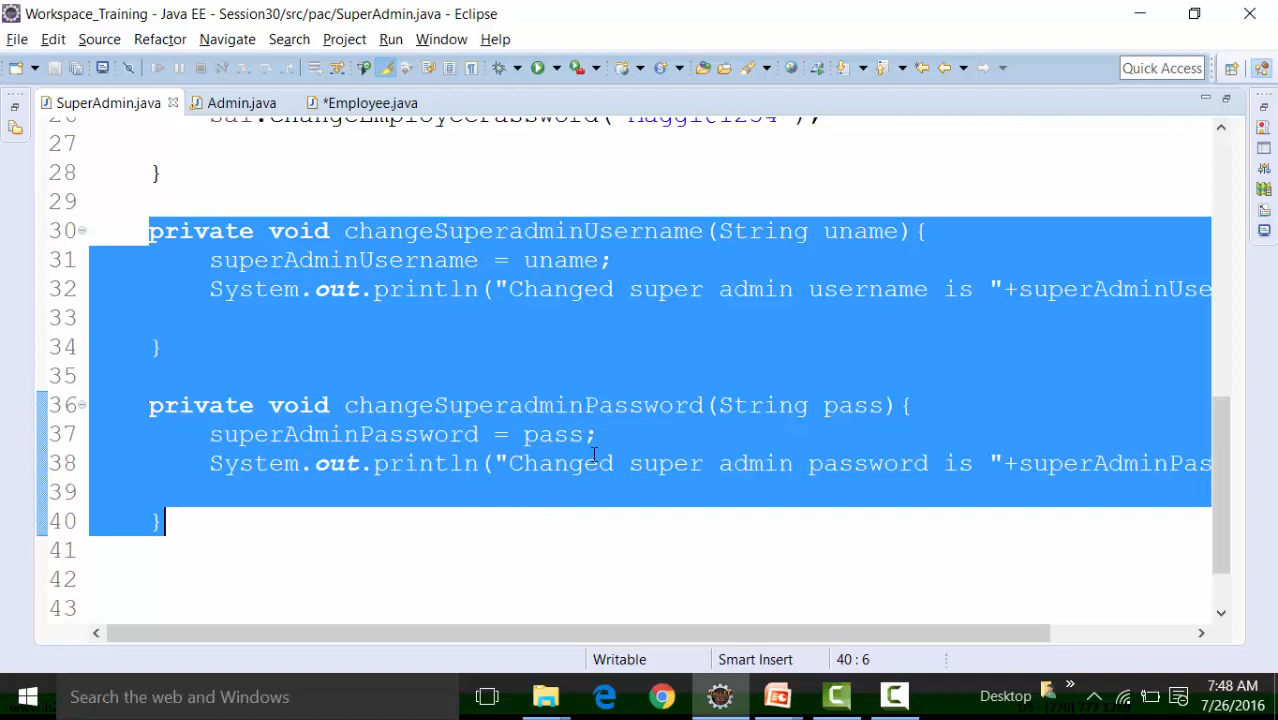 Workspace_Training - Java EE - Session30/src/pac/SuperAdmin.java - Eclipse
File Edit Source Refactor Navigate Search Project Run Window Help
Quick Access
SuperAdmin.java Admin.java *Employee.java
27
28 }
29
30 private void changeSuperadminUsername(String uname){
31 superAdminUsername = uname;
32 System.out.println("Changed super admin username is "+superAdminUse
33
34 }
35
36 private void changeSuperadminPassword(String pass){
37 superAdminPassword = pass;
38 System.out.println("Changed super admin password is "+superAdminPas
39
40 }
41
42
43
Writable Smart Insert 40 : 6
Search the web and Windows
Desktop
7:48 AM
7/26/2016